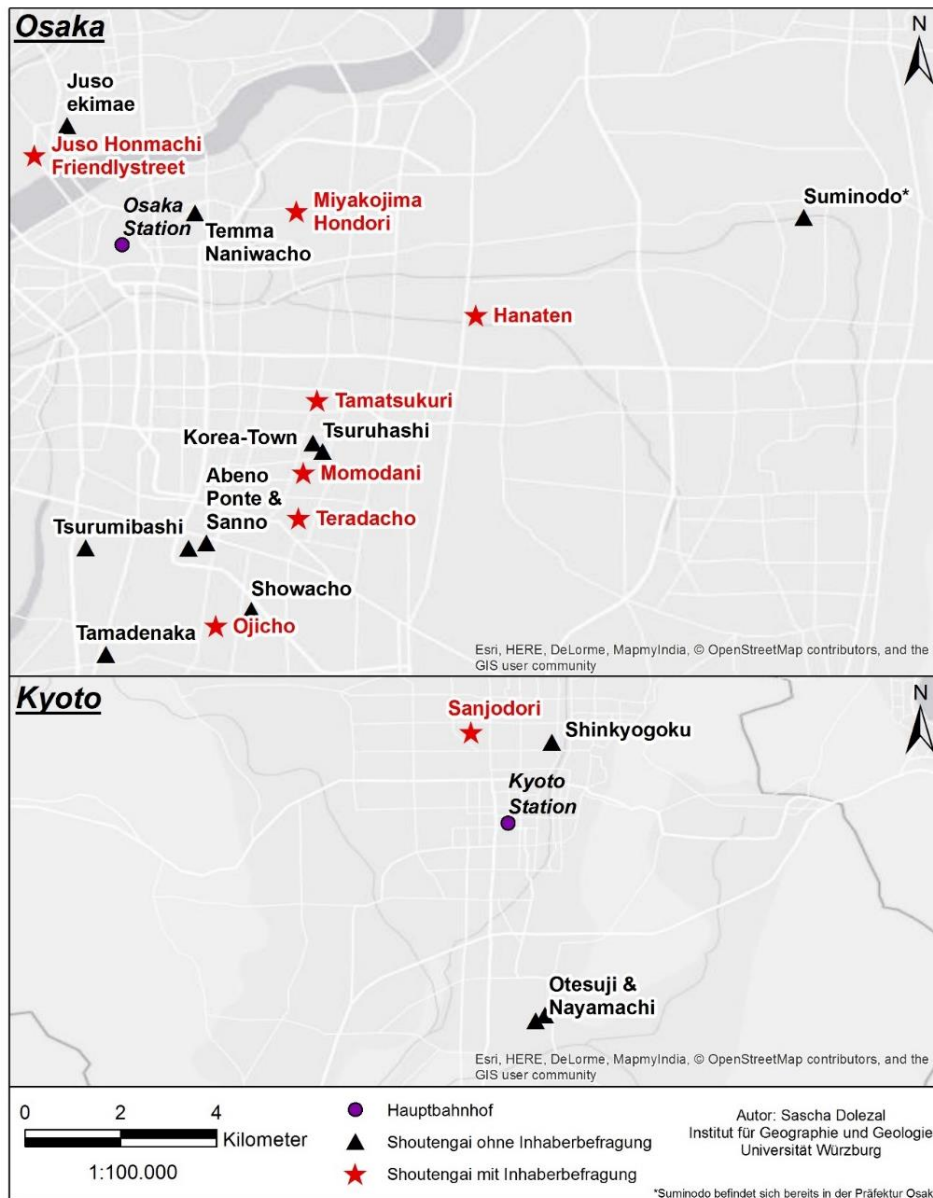 Osaka
N
Juso
ekimae
Juso Honmachi
Friendlystreet
Osaka
Station
Temma
Naniwacho
Miyakojima
Hondori
Suminodo*
Hanaten
Tamatsukuri
Korea-Town
Tsuruhashi
Momodani
Abeno
Ponte &
Sanno
Teradacho
Tsurumibashi
Showacho
Ojicho
Tamadenaka
Esri, HERE, DeLorme, MapmyIndia, © OpenStreetMap contributors, and the
GIS user community
Kyoto
N
Sanjodori
Shinkyogoku
Kyoto
Station
Otesuji &
Nayamachi
Esri, HERE, DeLorme, MapmyIndia, © OpenStreetMap contributors, and the
GIS user community
0 2 4
Kilometer
1:100.000
Hauptbahnhof
Shoutengai ohne Inhaberbefragung
Shoutengai mit Inhaberbefragung
Autor: Sascha Dolezal
Institut für Geographie und Geologie
Universität Würzburg
*Suminodo befindet sich bereits in der Präfektur Osak